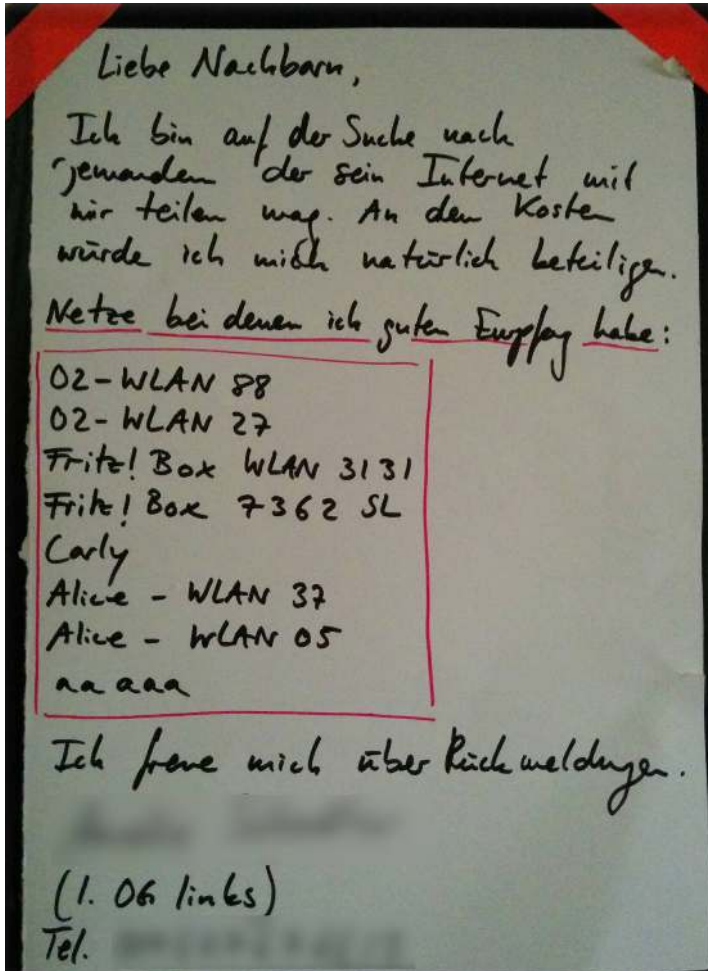 Liebe Nachbarn,
Ich bin auf der Suche nach
jemandem der sein Internet mit
mir teilen mag. An den Kosten
würde ich mich natürlich beteiligen.
Netze bei denen ich guten Empfang habe:
O2-WLAN 88
O2-WLAN 27
Fritz! Box WLAN 3131
Fritz! Box 7362 SL
Carly
Alice - WLAN 37
Alice - WLAN 05
aa aaa
Ich freue mich über Rückmeldungen.
(1. OG links)
Tel.